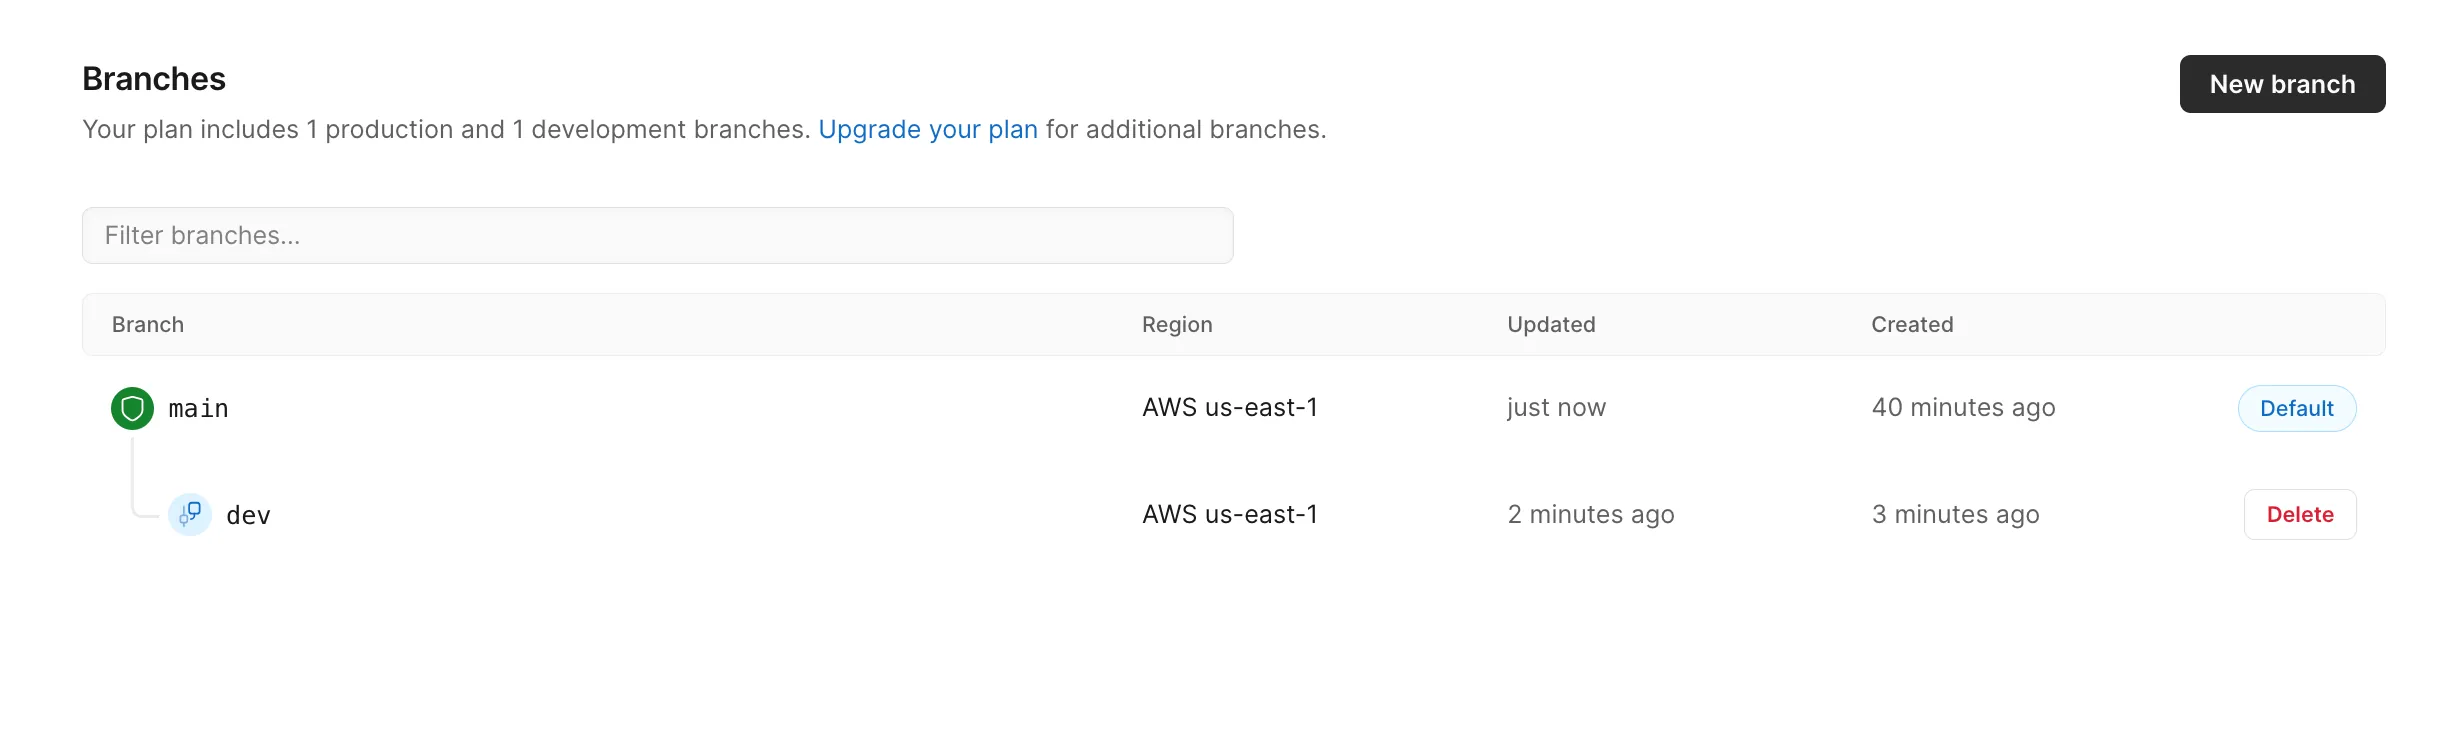 Branches
New branch
Your plan includes 1 production and 1 development branches. Upgrade your plan for additional branches.
Filter branches...
Branch Region Updated Created
main AWS us-east-1 just now 40 minutes ago Default
dev AWS us-east-1 2 minutes ago 3 minutes ago Delete